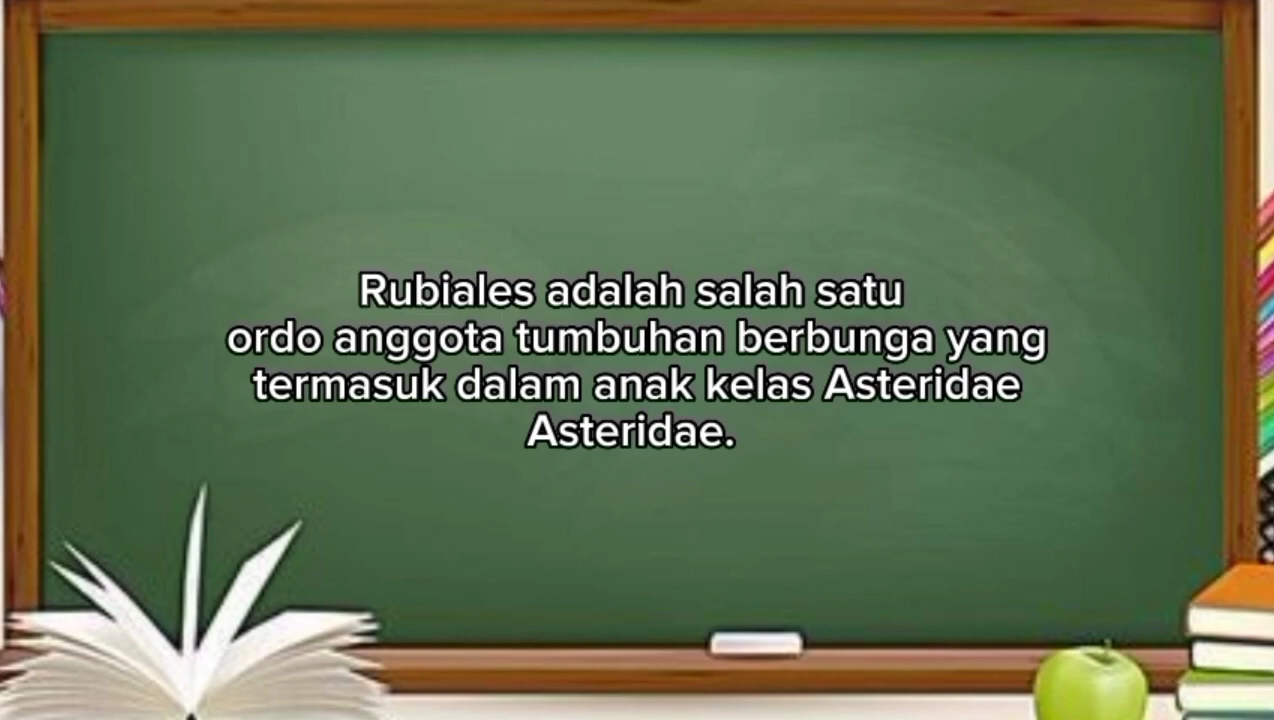 Rubiales adalah salah satu
ordo anggota tumbuhan berbunga yang
termasuk dalam anak kelas Asteridae
Asteridae.